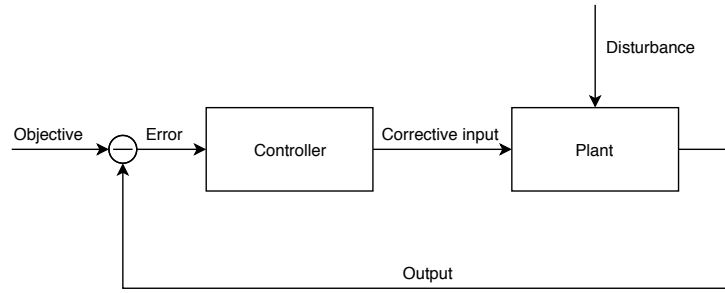 Disturbance
Objective
Error
Controller
Corrective input
Plant
Output